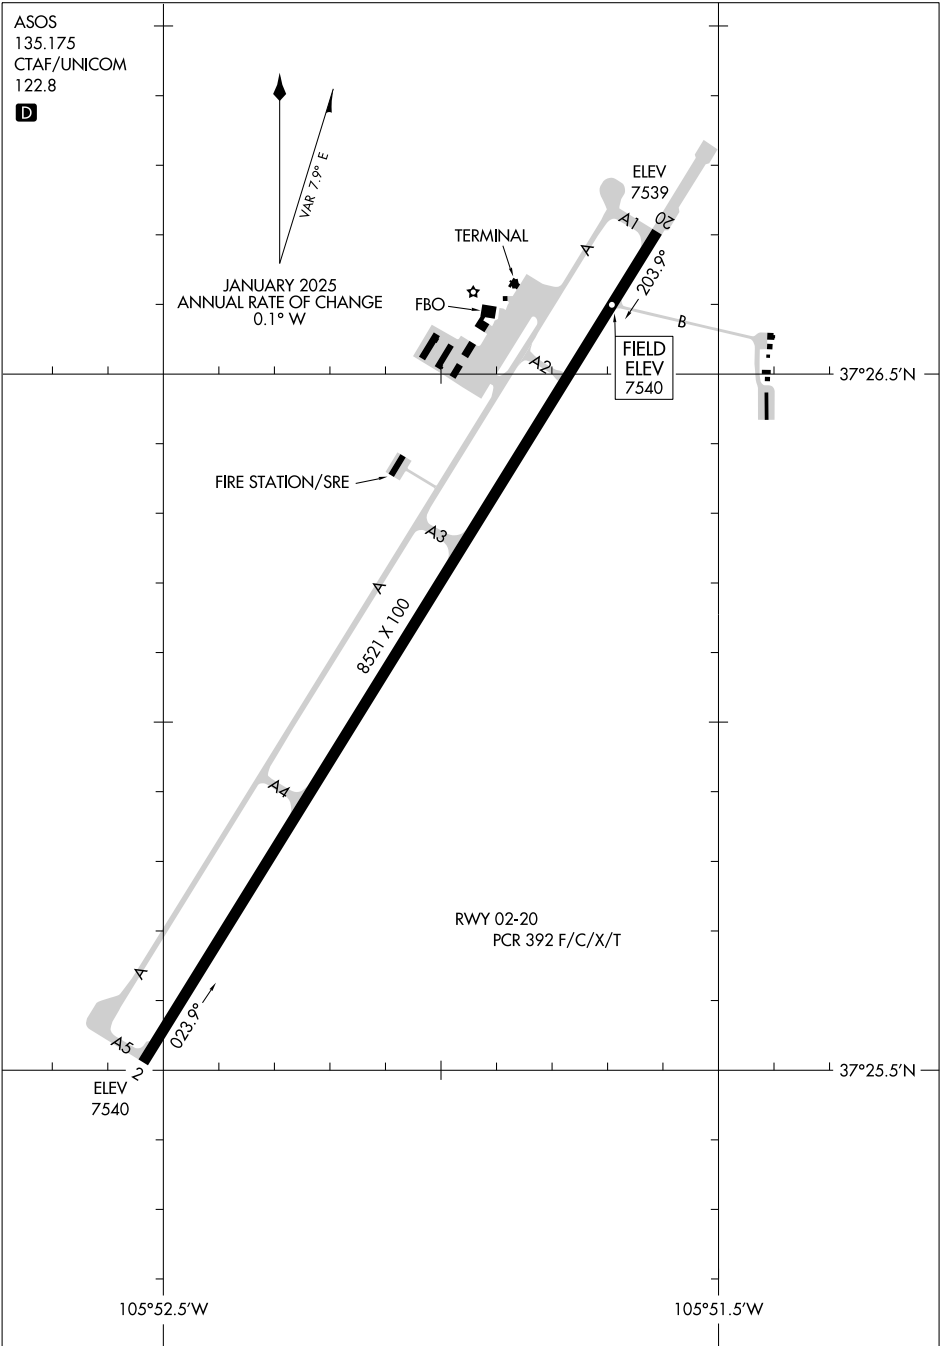 ASOS
135.175
CTAF/UNICOM
122.8
D
VAR 7.9° E
JANUARY 2025
ANNUAL RATE OF CHANGE
0.1° W
ELEV
7539
A1
20
A
203.9°
TERMINAL
FBO
B
FIELD
ELEV
7540
A2
37°26.5'N
FIRE STATION/SRE
A3
A
8521 X 100
A4
RWY 02-20
PCR 392 F/C/X/T
A
023.9°
A5
2
ELEV
7540
37°25.5'N
105°52.5'W
105°51.5'W